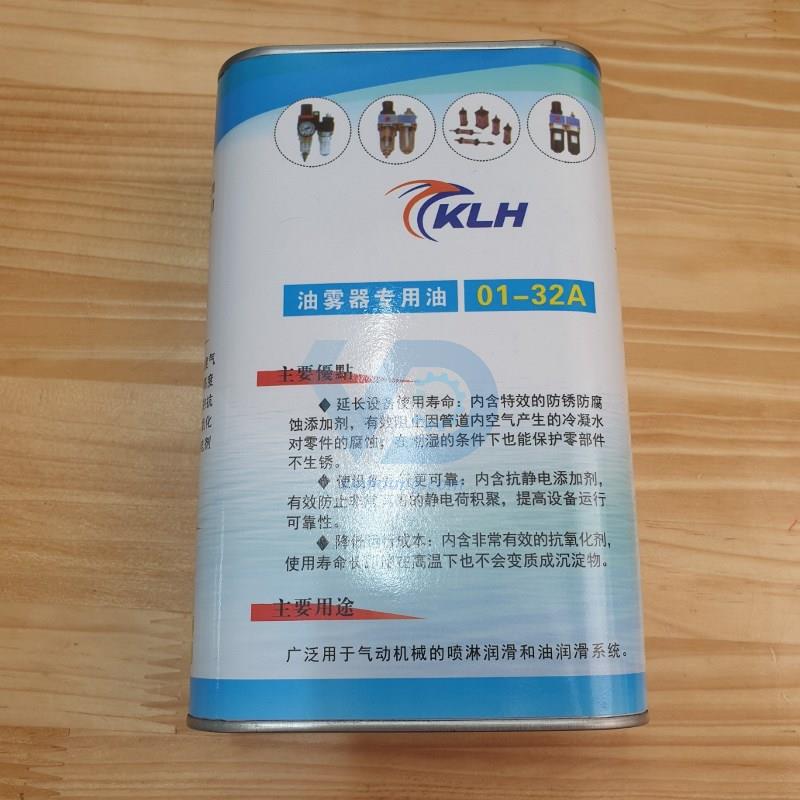 KLH
油雾器专用油 01-32A
主要優點
◆ 延长设备使用寿命：内含特效的防锈防腐
蚀添加剂，有效阻止因管道内空气产生的冷凝水
对零件的腐蚀，在潮湿的条件下也能保护零部件
不生锈。
◆ 使设备 更可靠：内含抗静电添加剂，
有效防止非 的静电荷积聚，提高设备运行
可靠性。
◆ 降低运行成本：内含非常有效的抗氧化剂，
使用寿命长 在高温下也不会变质成沉淀物。
主要用途
广泛用于气动机械的喷淋润滑和油润滑系统。